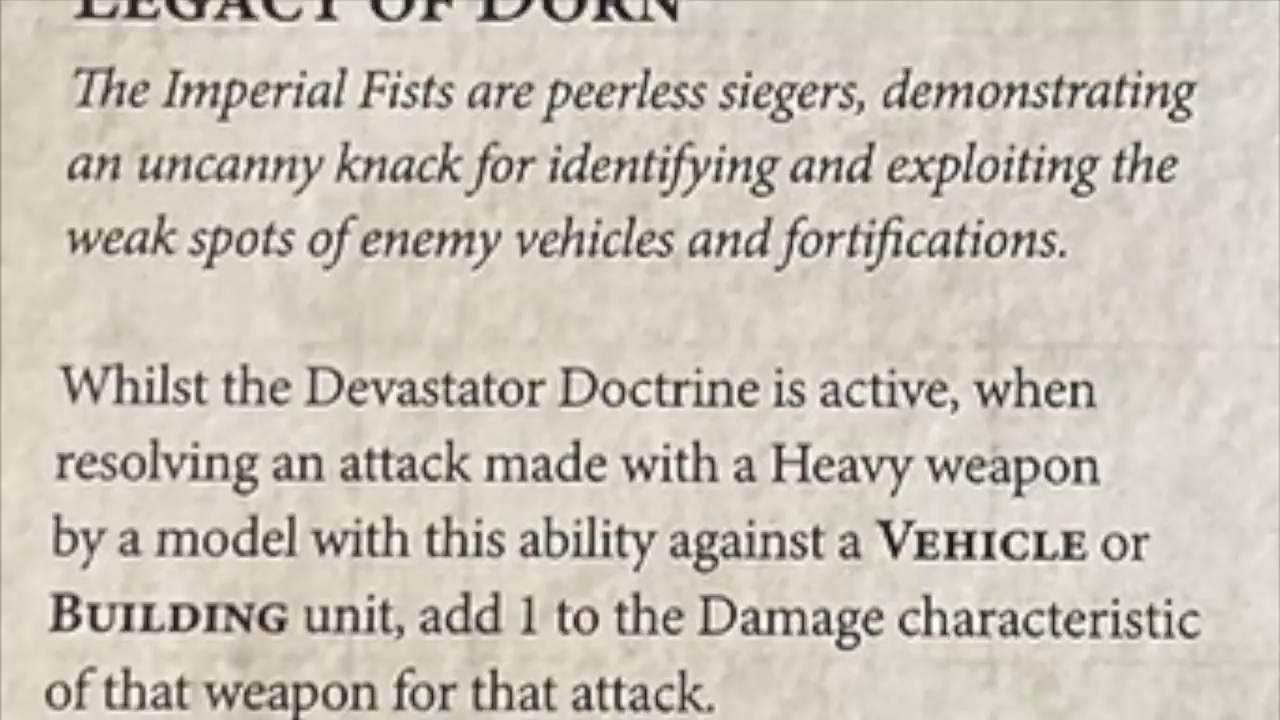 LEGACY OF DORN
The Imperial Fists are peerless siegers, demonstrating
an uncanny knack for identifying and exploiting the
weak spots of enemy vehicles and fortifications.
Whilst the Devastator Doctrine is active, when
resolving an attack made with a Heavy weapon
by a model with this ability against a VEHICLE or
BUILDING unit, add 1 to the Damage characteristic
of that weapon for that attack.